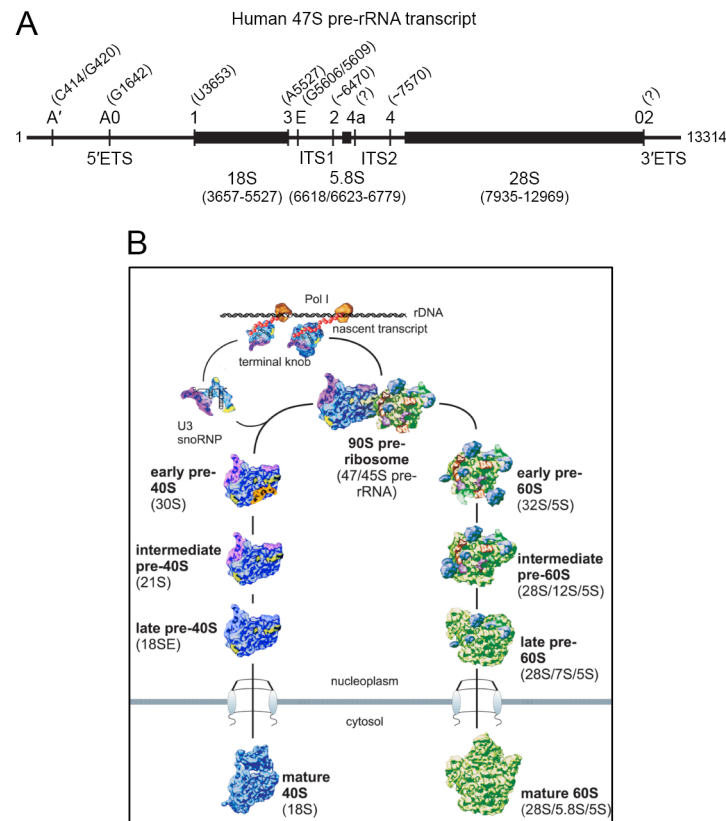 A
Human 47S pre-rRNA transcript
(C414/G420)
(G1642)
(U3653)
(A5527)
(G5606/5609)
(~6470)
(?)
(~7570)
(?)
A′ A0 1 3 E 2 4a 4 02
1 13314
5′ETS ITS1 ITS2 3′ETS
18S 5.8S 28S
(3657-5527) (6618/6623-6779) (7935-12969)
B
Pol I
rDNA
nascent transcript
terminal knob
U3
snoRNP
90S pre-
ribosome
(47/45S pre-
rRNA)
early pre-
40S
(30S)
early pre-
60S
(32S/5S)
intermediate
pre-40S
(21S)
intermediate
pre-60S
(28S/12S/5S)
late pre-40S
(18SE)
late pre-
60S
(28S/7S/5S)
nucleoplasm
cytosol
mature
40S
(18S)
mature 60S
(28S/5.8S/5S)